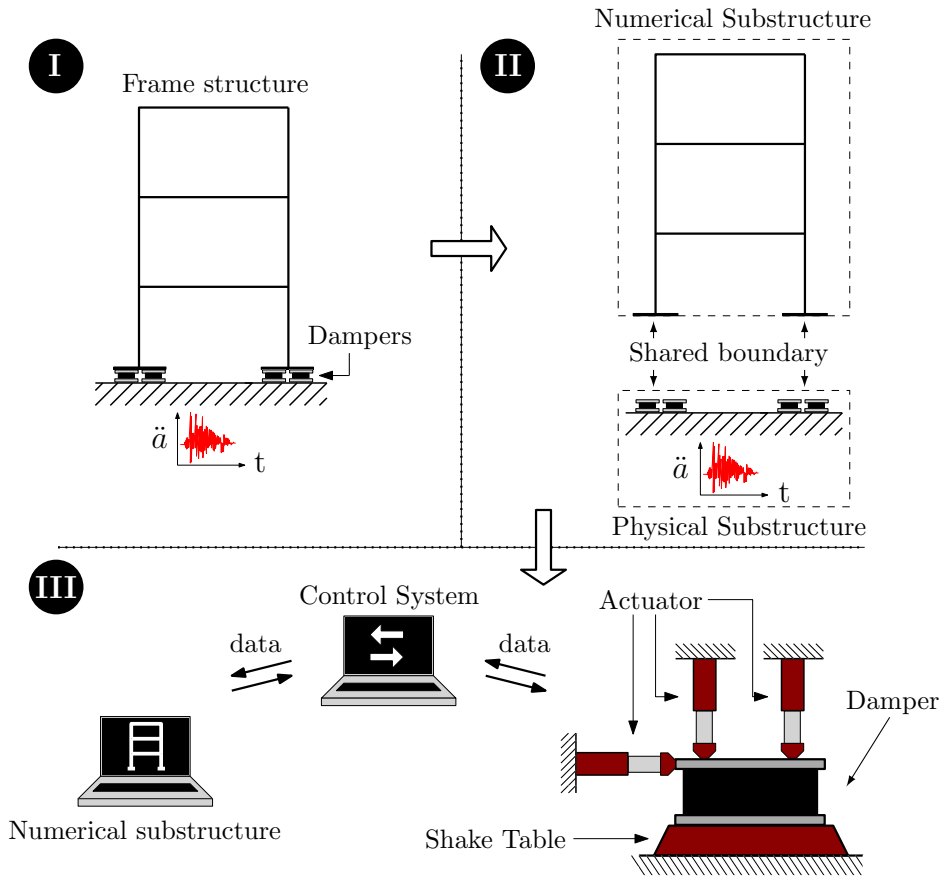 I
Frame structure
Dampers
ä
t
II
Numerical Substructure
Shared boundary
ä
t
Physical Substructure
III
Control System
data
data
Numerical substructure
Actuator
Damper
Shake Table